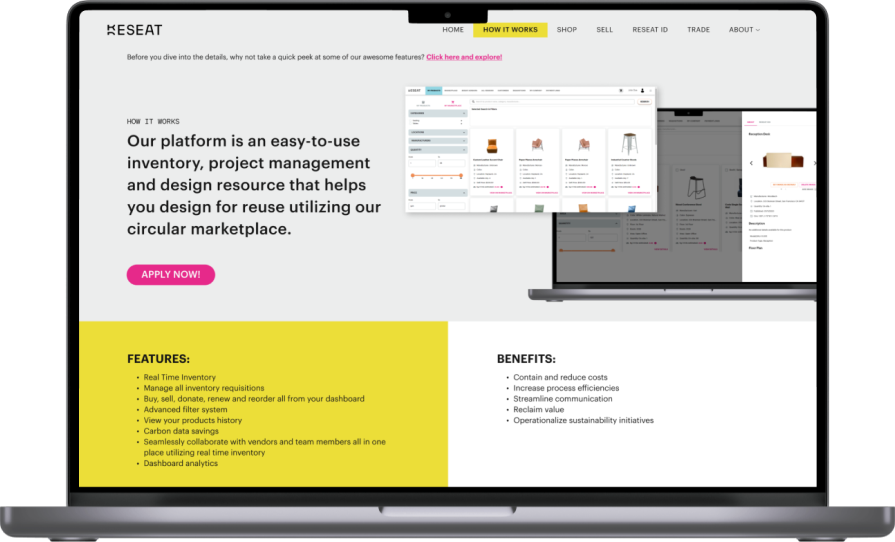 RESEAT
HOME HOW IT WORKS SHOP SELL RESEAT ID TRADE ABOUT
Before you dive into the details, why not take a quick peek at some of our awesome features? Click here and explore!
HOW IT WORKS
Our platform is an easy-to-use
inventory, project management
and design resource that helps
you design for reuse utilizing our
circular marketplace.
APPLY NOW!
RESEAT
Reception Desk
Description
Floor Plan
FEATURES:
• Real Time Inventory
• Manage all inventory requisitions
• Buy, sell, donate, renew and reorder all from your dashboard
• Advanced filter system
• View your products history
• Carbon data savings
• Seamlessly collaborate with vendors and team members all in one
place utilizing real time inventory
• Dashboard analytics
BENEFITS:
• Contain and reduce costs
• Increase process efficiencies
• Streamline communication
• Reclaim value
• Operationalize sustainability initiatives